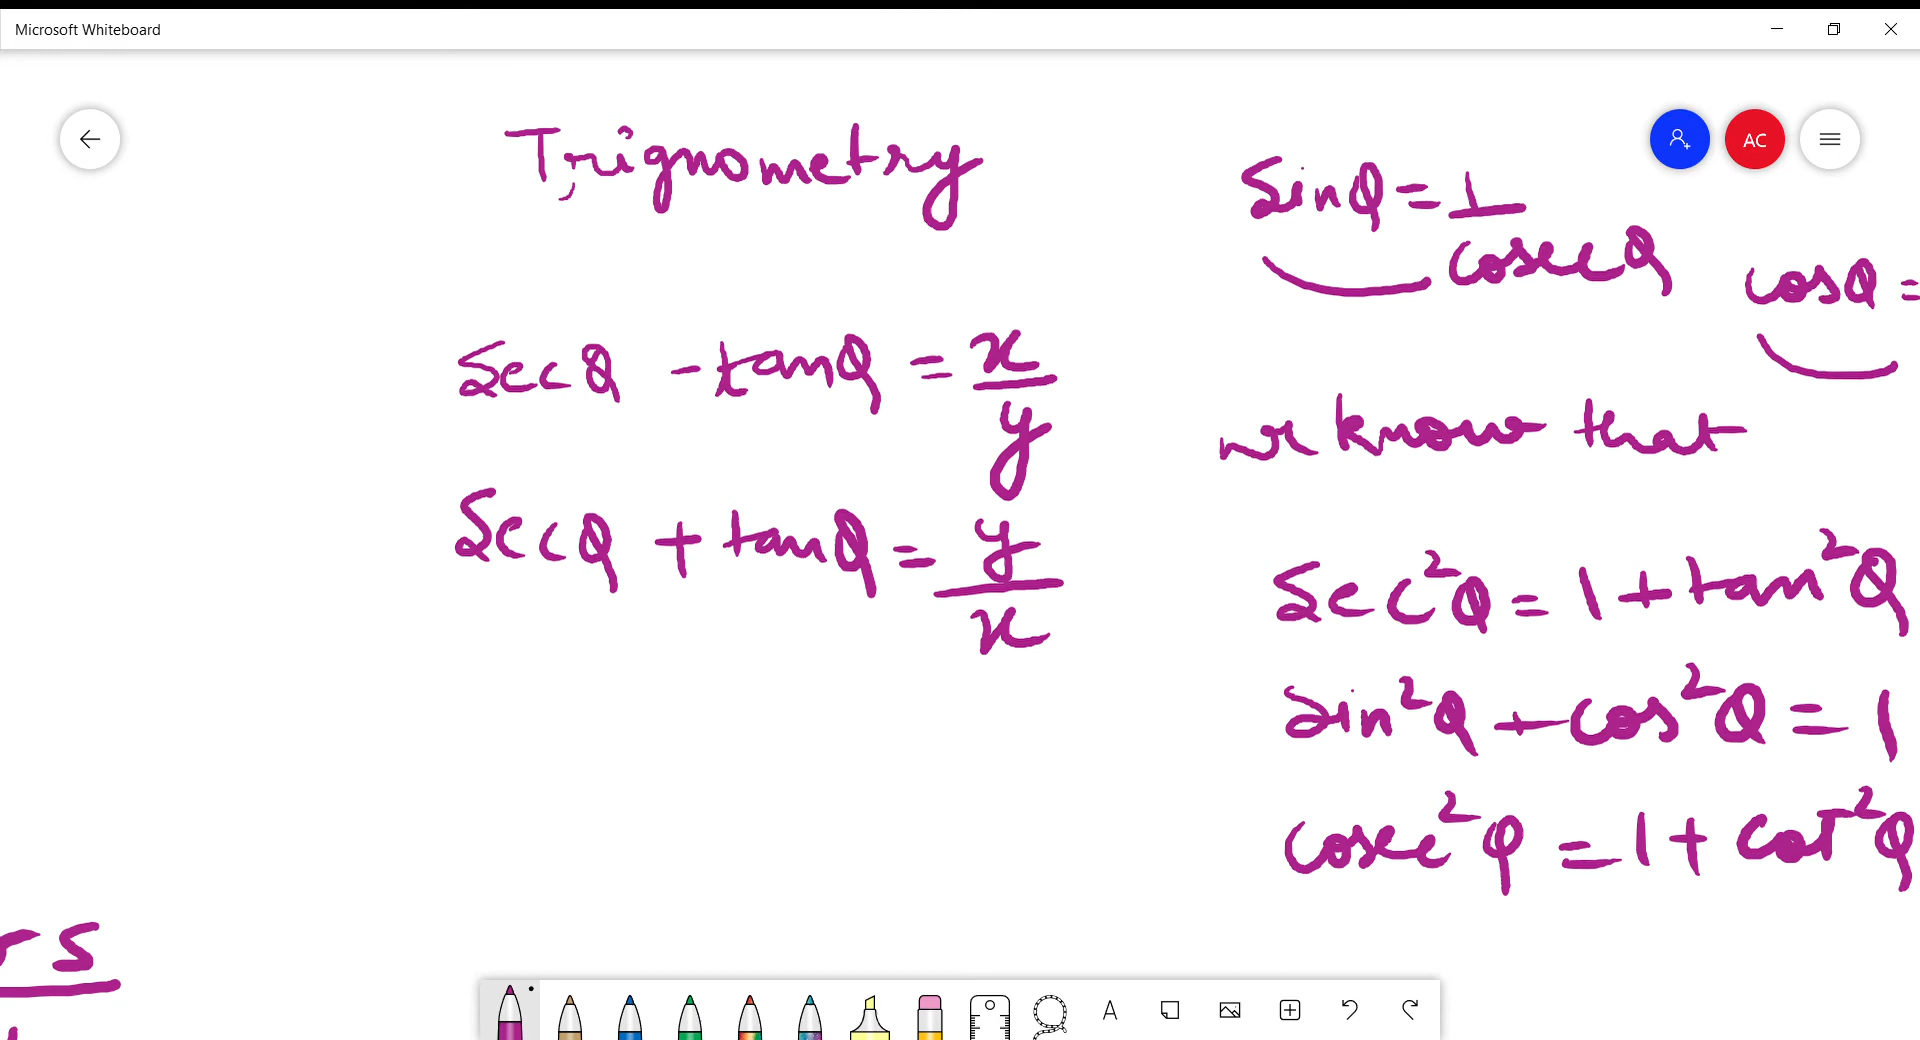 Microsoft Whiteboard
AC
Trignometry
Sinθ = 1/cosecθ
cosθ =
secθ - tanθ = x/y
we know that
Secθ + tanθ = y/x
Sec²θ = 1 + tan²θ
Sin²θ + cos²θ = 1
cosec²θ = 1 + cot²θ
rs
A